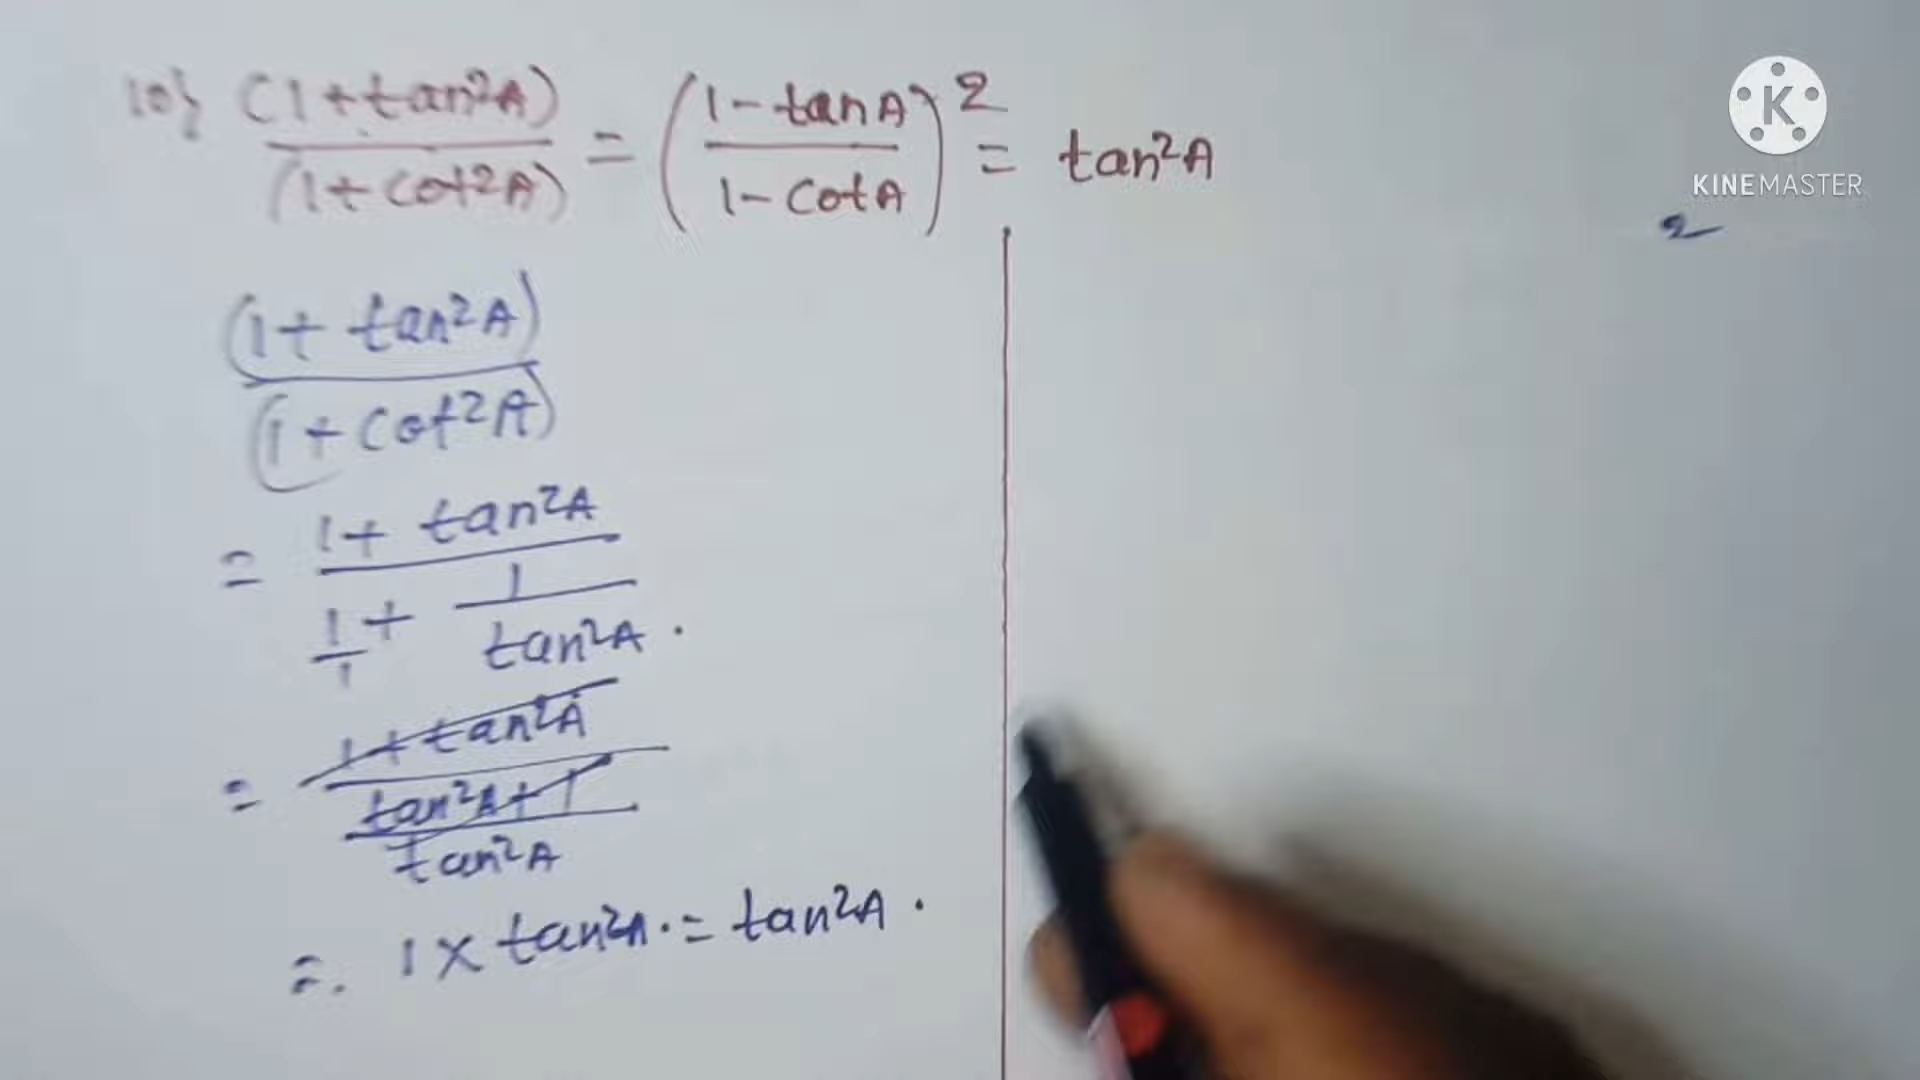 10} (1+tan²A)/(1+cot²A) = ((1-tanA)/(1-cotA))² = tan²A
(1+tan²A)/(1+cot²A)
= (1+tan²A)/(1/1 + 1/tan²A) .
= (1+tan²A)/((tan²A+1)/tan²A)
=. 1 × tan²A. = tan²A .
K
KINEMASTER
2